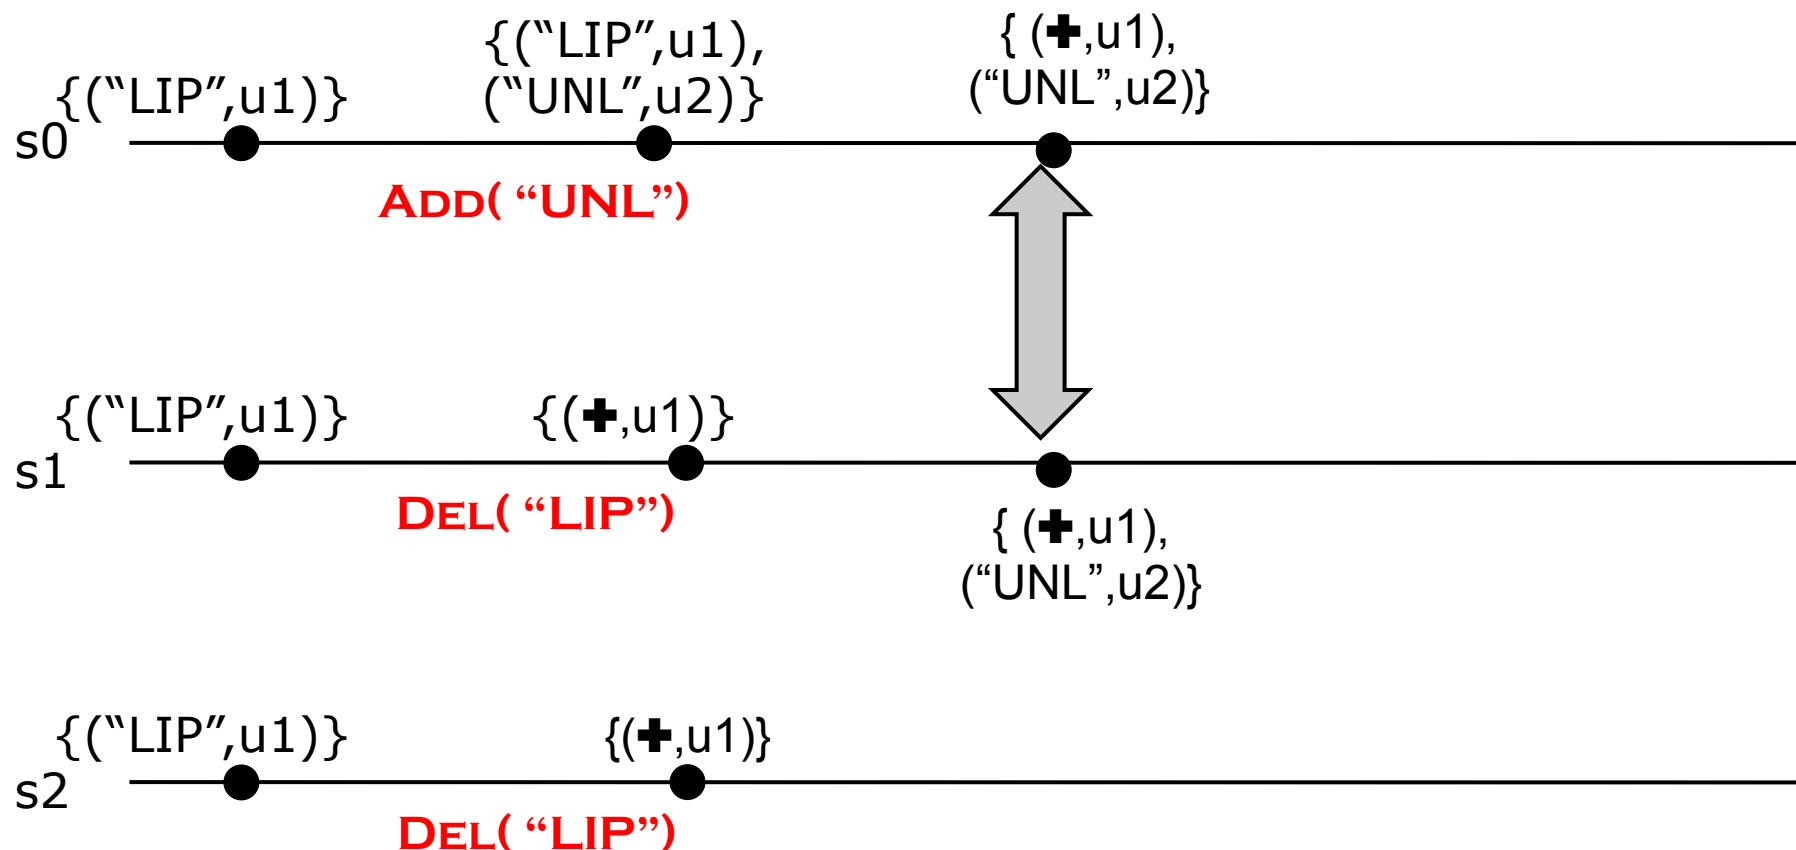 {(“LIP”,u1)}
{(“LIP”,u1),
(“UNL”,u2)}
{ (✚,u1),
(“UNL”,u2)}
s0
ADD( “UNL”)
{(“LIP”,u1)}
{(✚,u1)}
s1
DEL( “LIP”)
{ (✚,u1),
(“UNL”,u2)}
{(“LIP”,u1)}
{(✚,u1)}
s2
DEL( “LIP”)